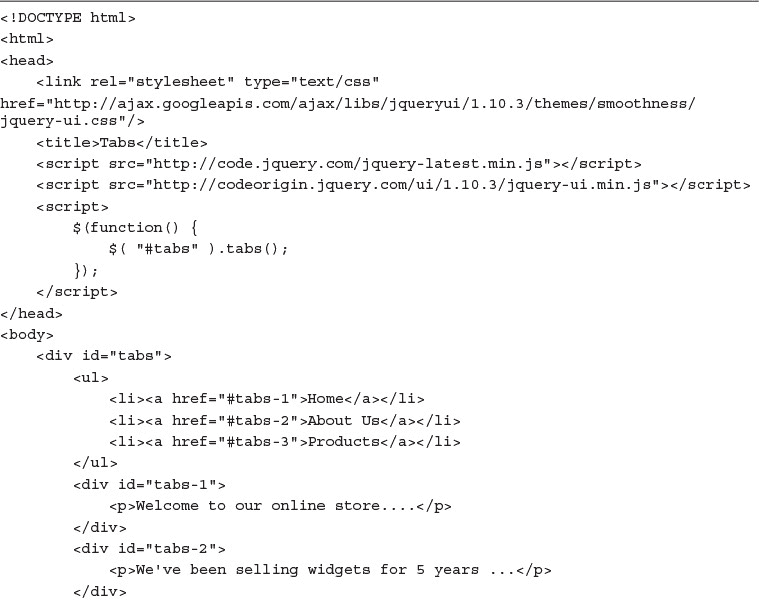 <!DOCTYPE html>
<html>
<head>
    <link rel="stylesheet" type="text/css"
href="http://ajax.googleapis.com/ajax/libs/jqueryui/1.10.3/themes/smoothness/
jquery-ui.css"/>
    <title>Tabs</title>
    <script src="http://code.jquery.com/jquery-latest.min.js"></script>
    <script src="http://codeorigin.jquery.com/ui/1.10.3/jquery-ui.min.js"></script>
    <script>
        $(function() {
            $( "#tabs" ).tabs();
        });
    </script>
</head>
<body>
    <div id="tabs">
        <ul>
            <li><a href="#tabs-1">Home</a></li>
            <li><a href="#tabs-2">About Us</a></li>
            <li><a href="#tabs-3">Products</a></li>
        </ul>
        <div id="tabs-1">
            <p>Welcome to our online store....</p>
        </div>
        <div id="tabs-2">
            <p>We've been selling widgets for 5 years ...</p>
        </div>